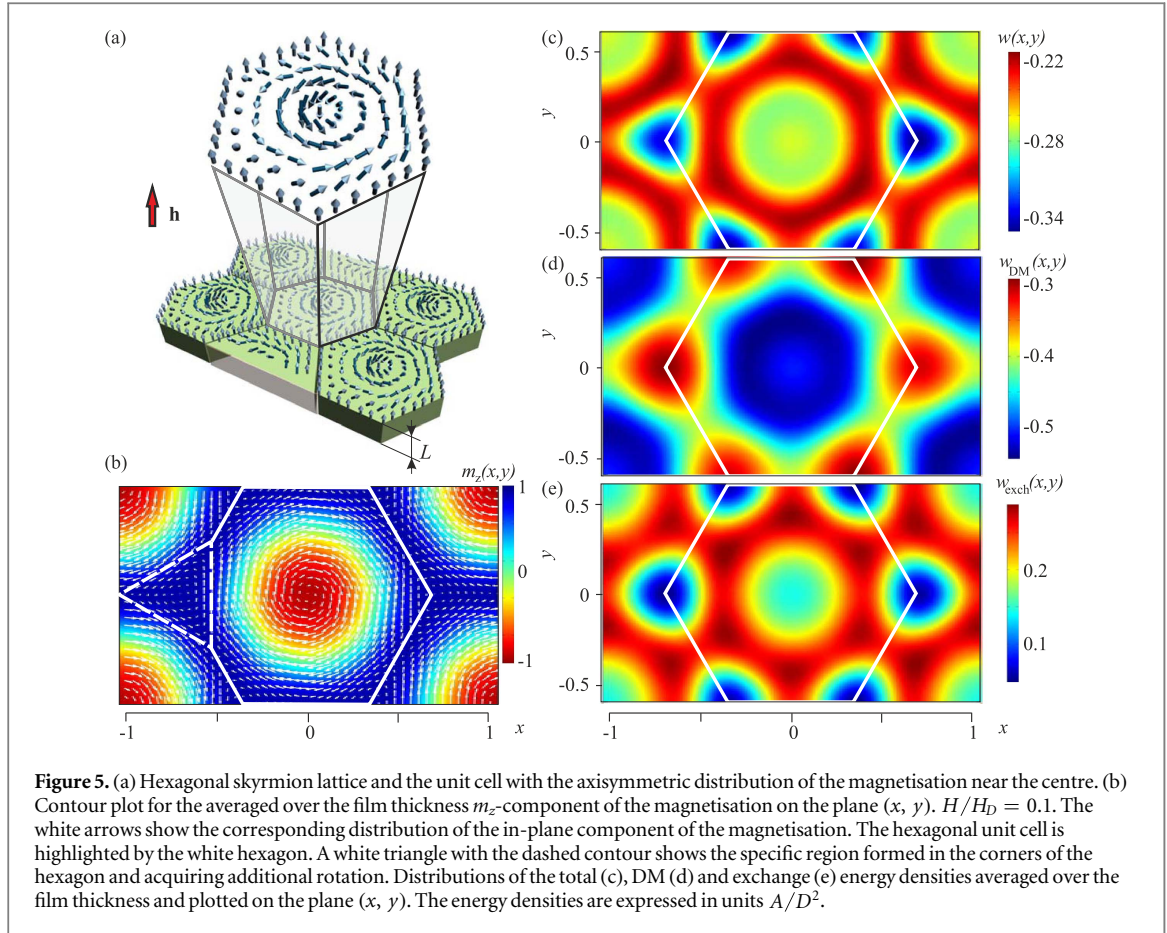 (a)
h
L
(b)
m_z(x,y)
1
0
-1
-1
0
1
x
(c)
0.5
0
-0.5
y
w(x,y)
-0.22
-0.28
-0.34
(d)
0.5
0
-0.5
y
w_DM(x,y)
-0.3
-0.4
-0.5
(e)
0.5
0
-0.5
y
w_exch(x,y)
0.2
0.1
-1
0
1
x
Figure 5. (a) Hexagonal skyrmion lattice and the unit cell with the axisymmetric distribution of the magnetisation near the centre. (b)
Contour plot for the averaged over the film thickness m_z-component of the magnetisation on the plane (x, y). H/H_D = 0.1. The
white arrows show the corresponding distribution of the in-plane component of the magnetisation. The hexagonal unit cell is
highlighted by the white hexagon. A white triangle with the dashed contour shows the specific region formed in the corners of the
hexagon and acquiring additional rotation. Distributions of the total (c), DM (d) and exchange (e) energy densities averaged over the
film thickness and plotted on the plane (x, y). The energy densities are expressed in units A/D².